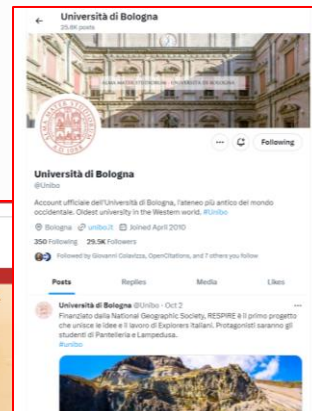 Università di Bologna
25.8K posts
ALMA MATER STUDIORUM · UNIVERSITÀ DI BOLOGNA
Following
Università di Bologna
@Unibo
Account ufficiale dell'Università di Bologna, l'ateneo più antico del mondo
occidentale. Oldest university in the Western world. #Unibo
Bologna unibo.it Joined April 2010
350 Following 29.5K Followers
Followed by Giovanni Colavizza, OpenCitations, and 7 others you follow
Posts Replies Media Likes
Università di Bologna @Unibo · Oct 2
Finanziato dalla National Geographic Society, RESPIRE è il primo progetto
che unisce le idee e il lavoro di Explorers italiani. Protagonisti saranno gli
studenti di Pantelleria e Lampedusa.
#unibo